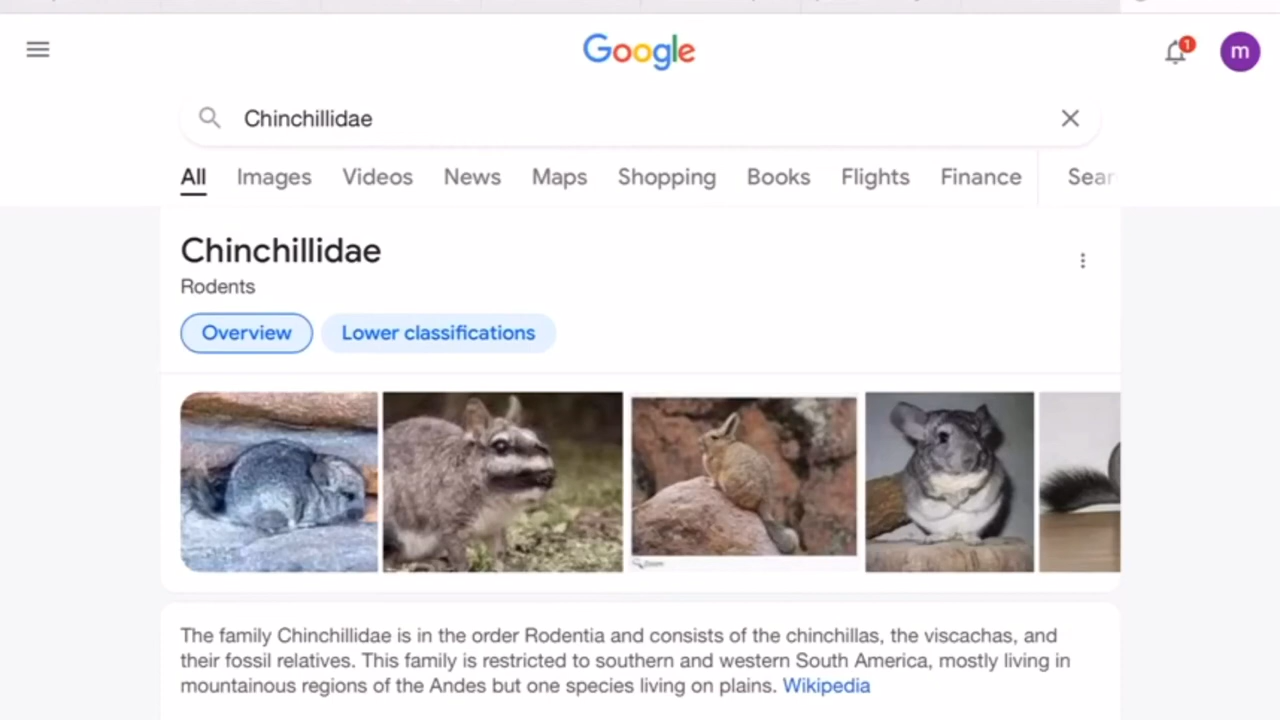 Google
1
m
Chinchillidae
All Images Videos News Maps Shopping Books Flights Finance Sear
Chinchillidae
Rodents
Overview Lower classifications
Zoom
The family Chinchillidae is in the order Rodentia and consists of the chinchillas, the viscachas, and
their fossil relatives. This family is restricted to southern and western South America, mostly living in
mountainous regions of the Andes but one species living on plains. Wikipedia